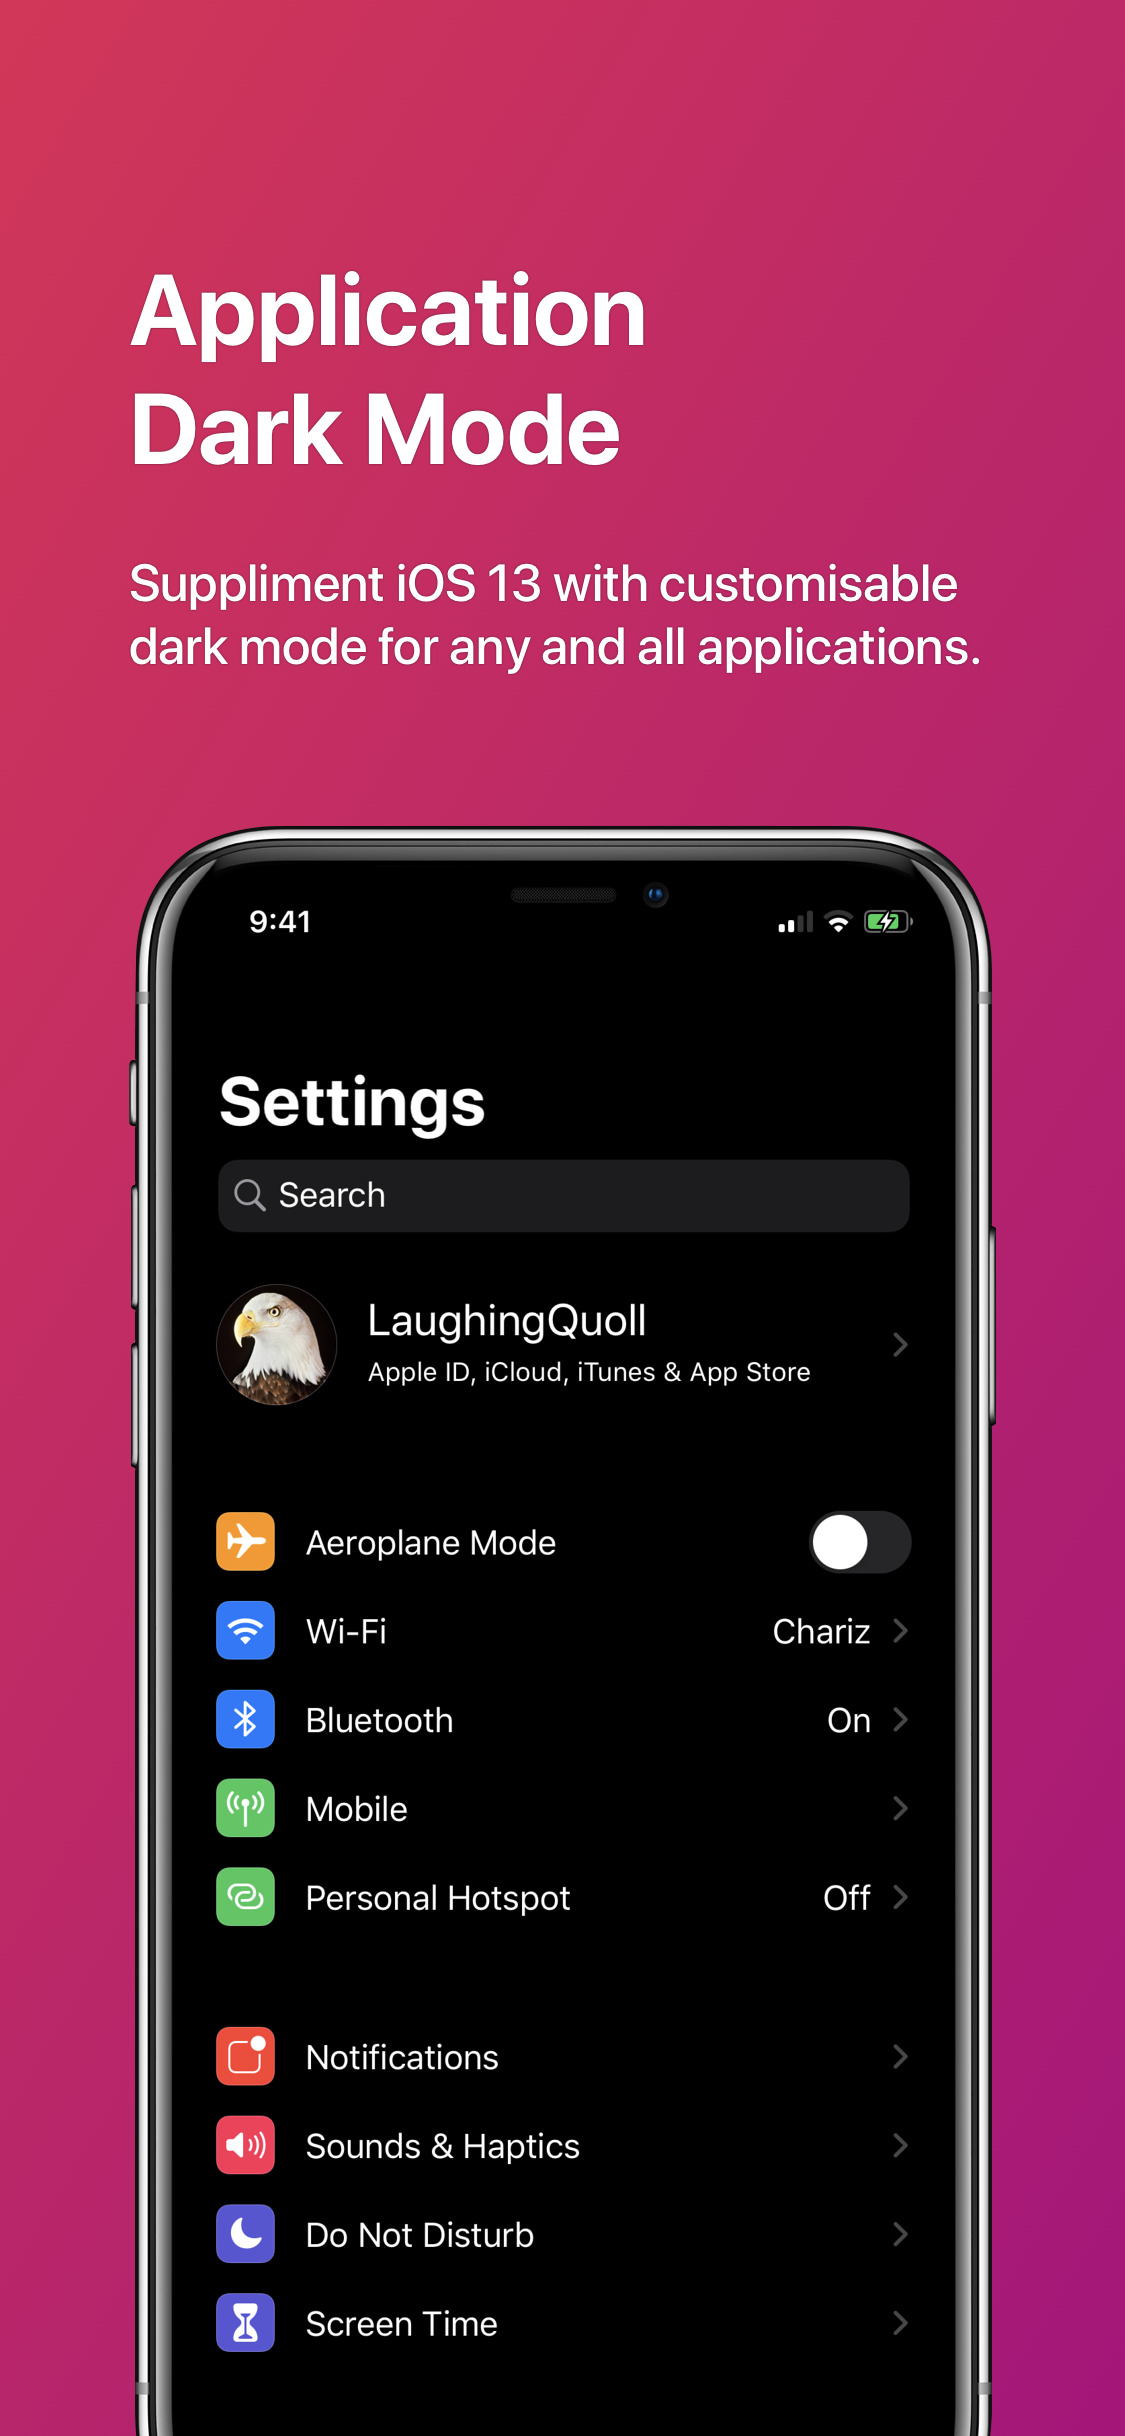 Application
Dark Mode
Suppliment iOS 13 with customisable
dark mode for any and all applications.
9:41
Settings
Search
LaughingQuoll
Apple ID, iCloud, iTunes & App Store
Aeroplane Mode
Wi-Fi Chariz
Bluetooth On
Mobile
Personal Hotspot Off
Notifications
Sounds & Haptics
Do Not Disturb
Screen Time